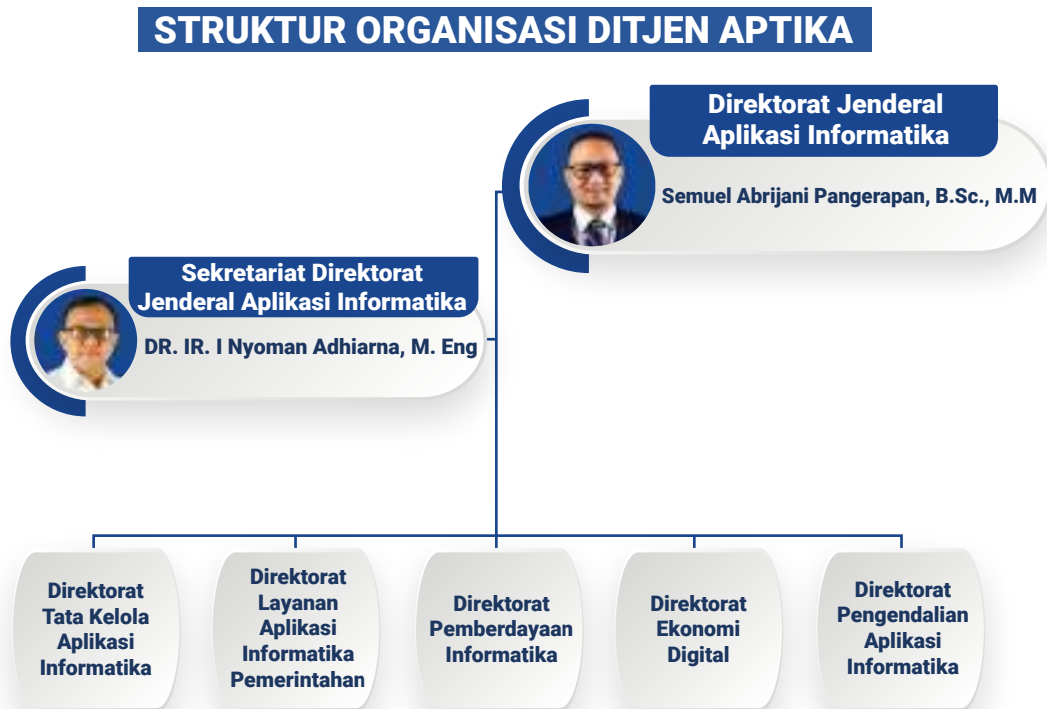 STRUKTUR ORGANISASI DITJEN APTIKA
Direktorat Jenderal
Aplikasi Informatika
Semuel Abrijani Pangerapan, B.Sc., M.M
Sekretariat Direktorat
Jenderal Aplikasi Informatika
DR. IR. I Nyoman Adhiarna, M. Eng
Direktorat
Tata Kelola
Aplikasi
Informatika
Direktorat
Layanan
Aplikasi
Informatika
Pemerintahan
Direktorat
Pemberdayaan
Informatika
Direktorat
Ekonomi
Digital
Direktorat
Pengendalian
Aplikasi
Informatika